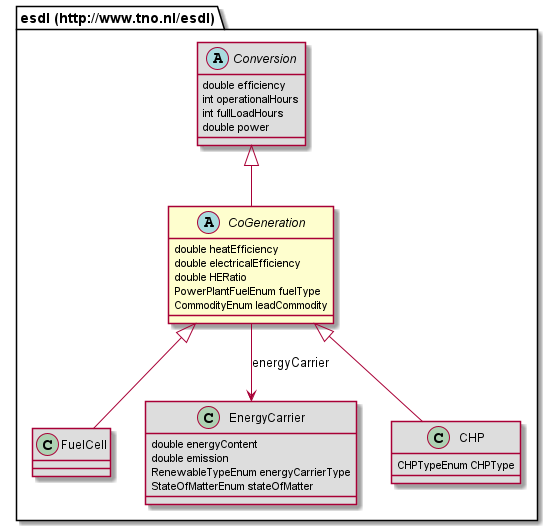 esdl (http://www.tno.nl/esdl)
A Conversion
double efficiency
int operationalHours
int fullLoadHours
double power
A CoGeneration
double heatEfficiency
double electricalEfficiency
double HERatio
PowerPlantFuelEnum fuelType
CommodityEnum leadCommodity
energyCarrier
C FuelCell
C EnergyCarrier
double energyContent
double emission
RenewableTypeEnum energyCarrierType
StateOfMatterEnum stateOfMatter
C CHP
CHPTypeEnum CHPType